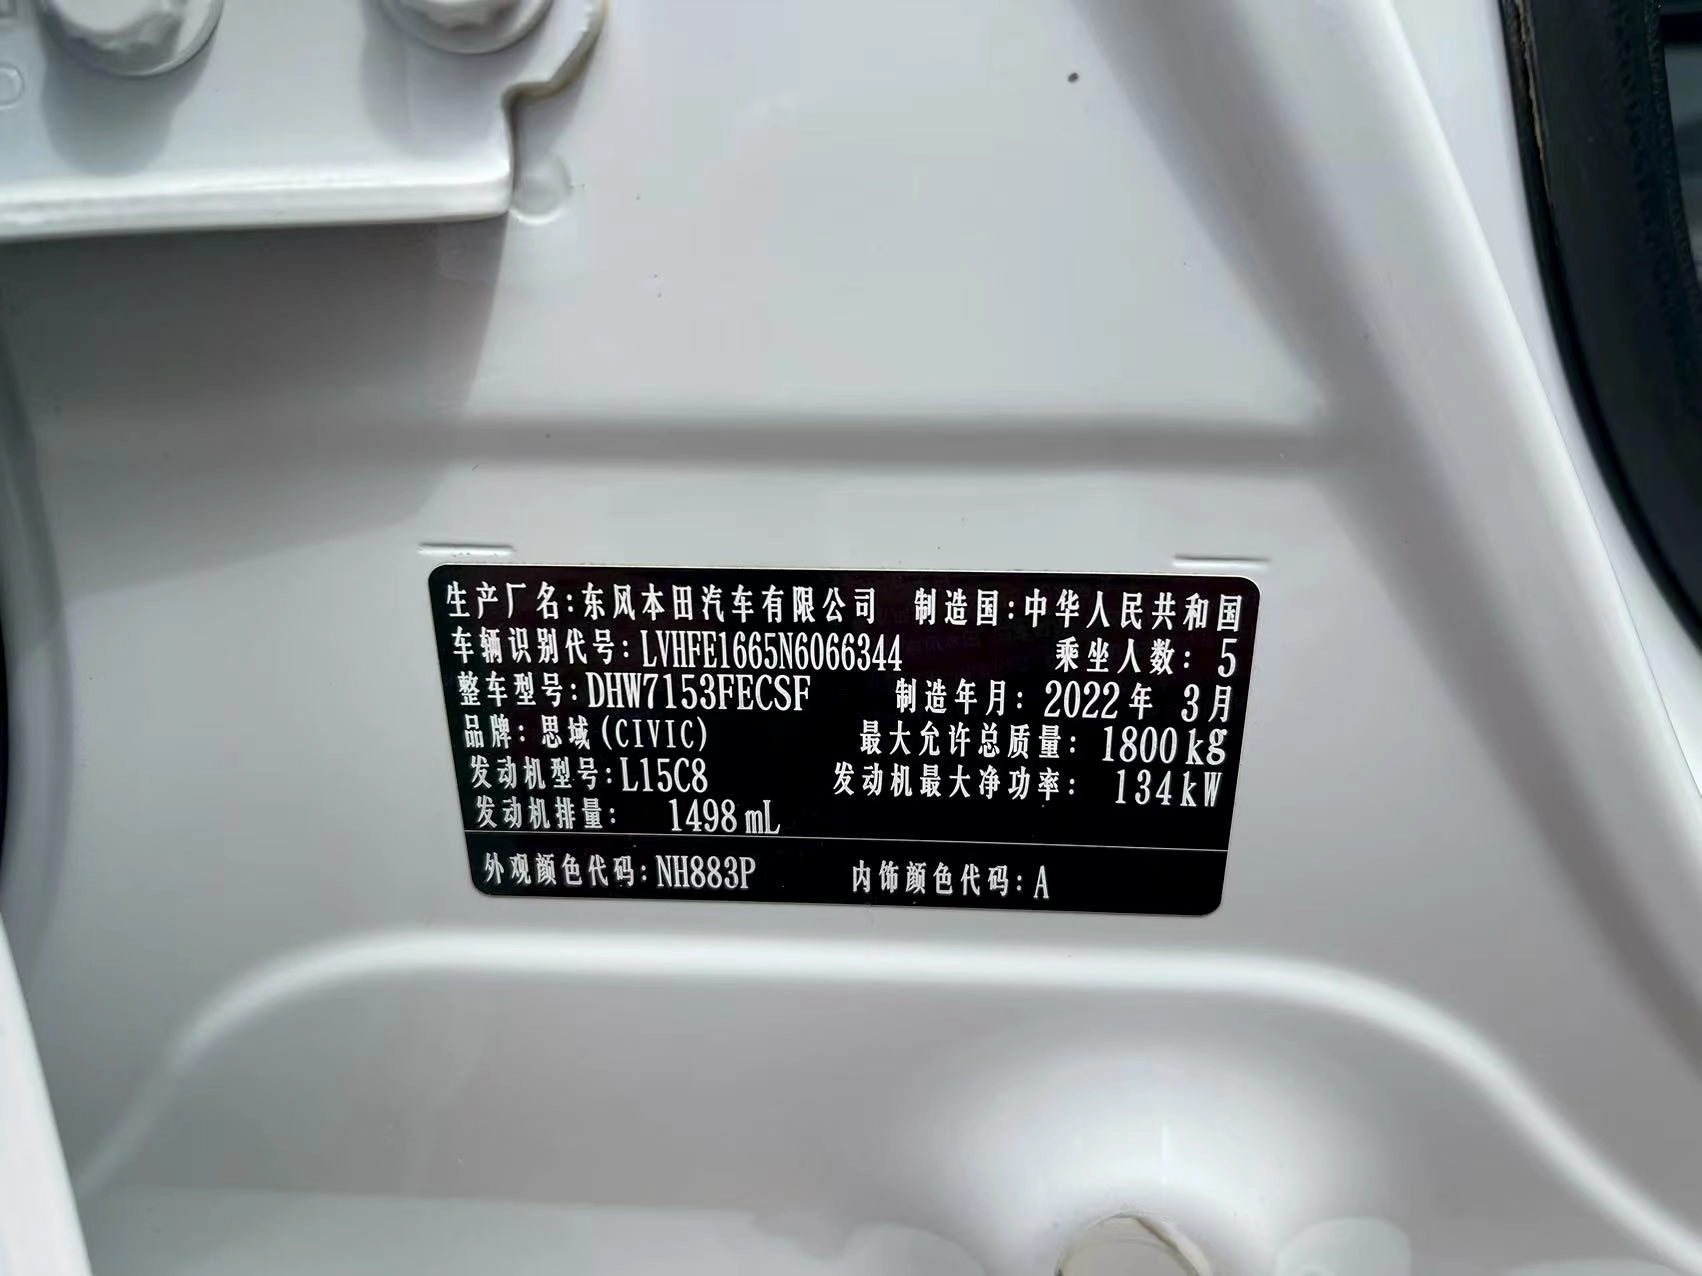 生产厂名:东风本田汽车有限公司 制造国:中华人民共和国
车辆识别代号:LVHFE1665N6066344 乘坐人数: 5
整车型号:DHW7153FECSF 制造年月: 2022年 3月
品牌: 思域(CIVIC) 最大允许总质量: 1800kg
发动机型号:L15C8 发动机最大净功率: 134kW
发动机排量: 1498mL
外观颜色代码:NH883P 内饰颜色代码:A